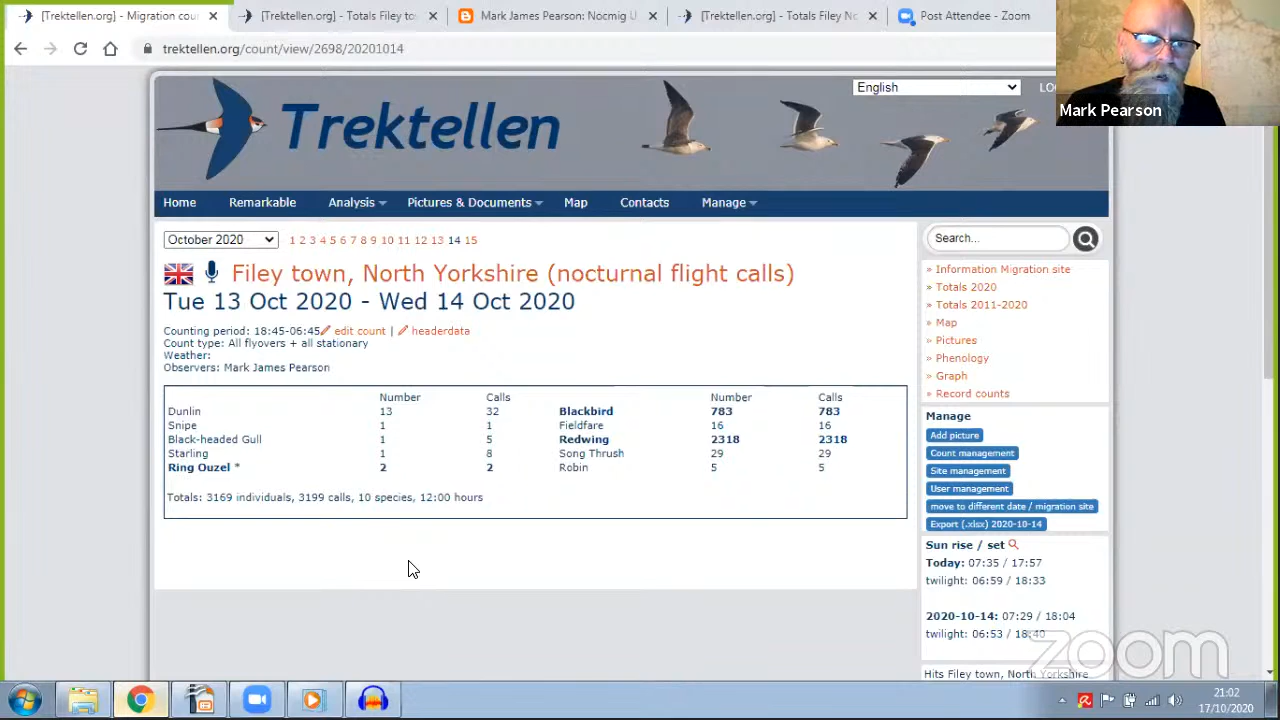 [Trektellen.org] - Migration cou
[Trektellen.org] - Totals Filey to
Mark James Pearson: Nocmig U
[Trektellen.org] - Totals Filey No
Post Attendee - Zoom
trektellen.org/count/view/2698/20201014
Mark Pearson
Trektellen
English
LO
Home Remarkable Analysis Pictures & Documents Map Contacts Manage
October 2020
1 2 3 4 5 6 7 8 9 10 11 12 13 14 15
Search...
Filey town, North Yorkshire (nocturnal flight calls)
Tue 13 Oct 2020 - Wed 14 Oct 2020
Counting period: 18:45-06:45 edit count | headerdata
Count type: All flyovers + all stationary
Weather:
Observers: Mark James Pearson
Number Calls Number Calls
Dunlin 13 32 Blackbird 783 783
Snipe 1 1 Fieldfare 16 16
Black-headed Gull 1 5 Redwing 2318 2318
Starling 1 8 Song Thrush 29 29
Ring Ouzel * 2 2 Robin 5 5
Totals: 3169 individuals, 3199 calls, 10 species, 12:00 hours
» Information Migration site
» Totals 2020
» Totals 2011-2020
» Map
» Pictures
» Phenology
» Graph
» Record counts
Manage
Add picture
Count management
Site management
User management
move to different date / migration site
Export (.xlsx) 2020-10-14
Sun rise / set
Today: 07:35 / 17:57
twilight: 06:59 / 18:33
2020-10-14: 07:29 / 18:04
twilight: 06:53 / 18:40
zoom
Hits Filey town, North Yorkshire
21:02
17/10/2020